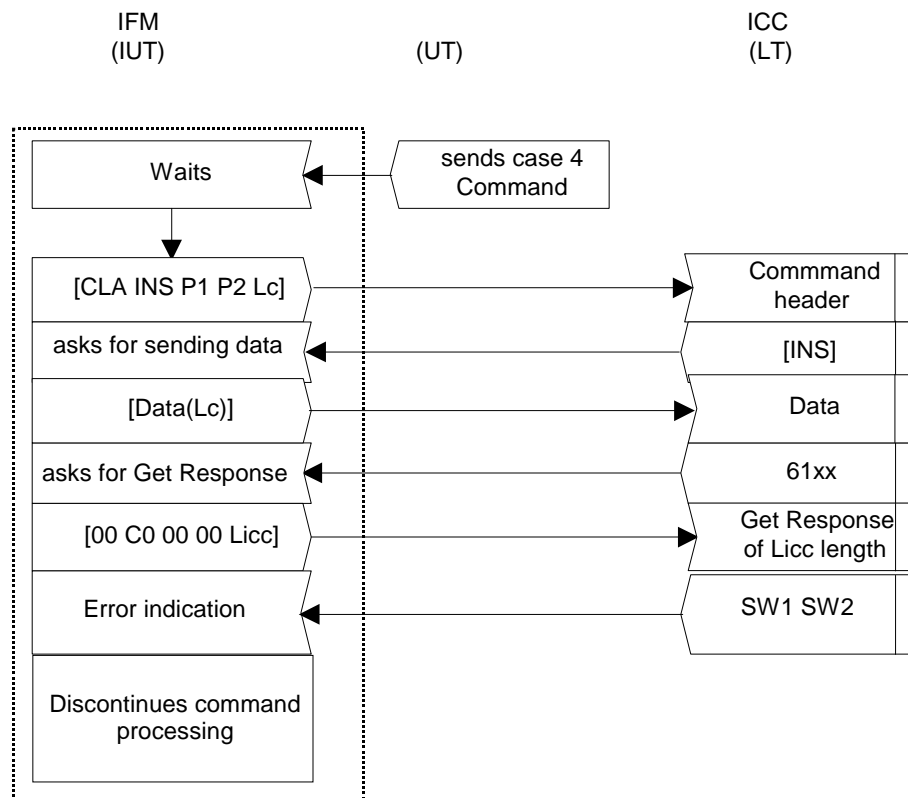 IFM
(IUT)
(UT)
ICC
(LT)
Waits
sends case 4
Command
[CLA INS P1 P2 Lc]
Commmand
header
asks for sending data
[INS]
[Data(Lc)]
Data
asks for Get Response
61xx
[00 C0 00 00 Licc]
Get Response
of Licc length
Error indication
SW1 SW2
Discontinues command
processing